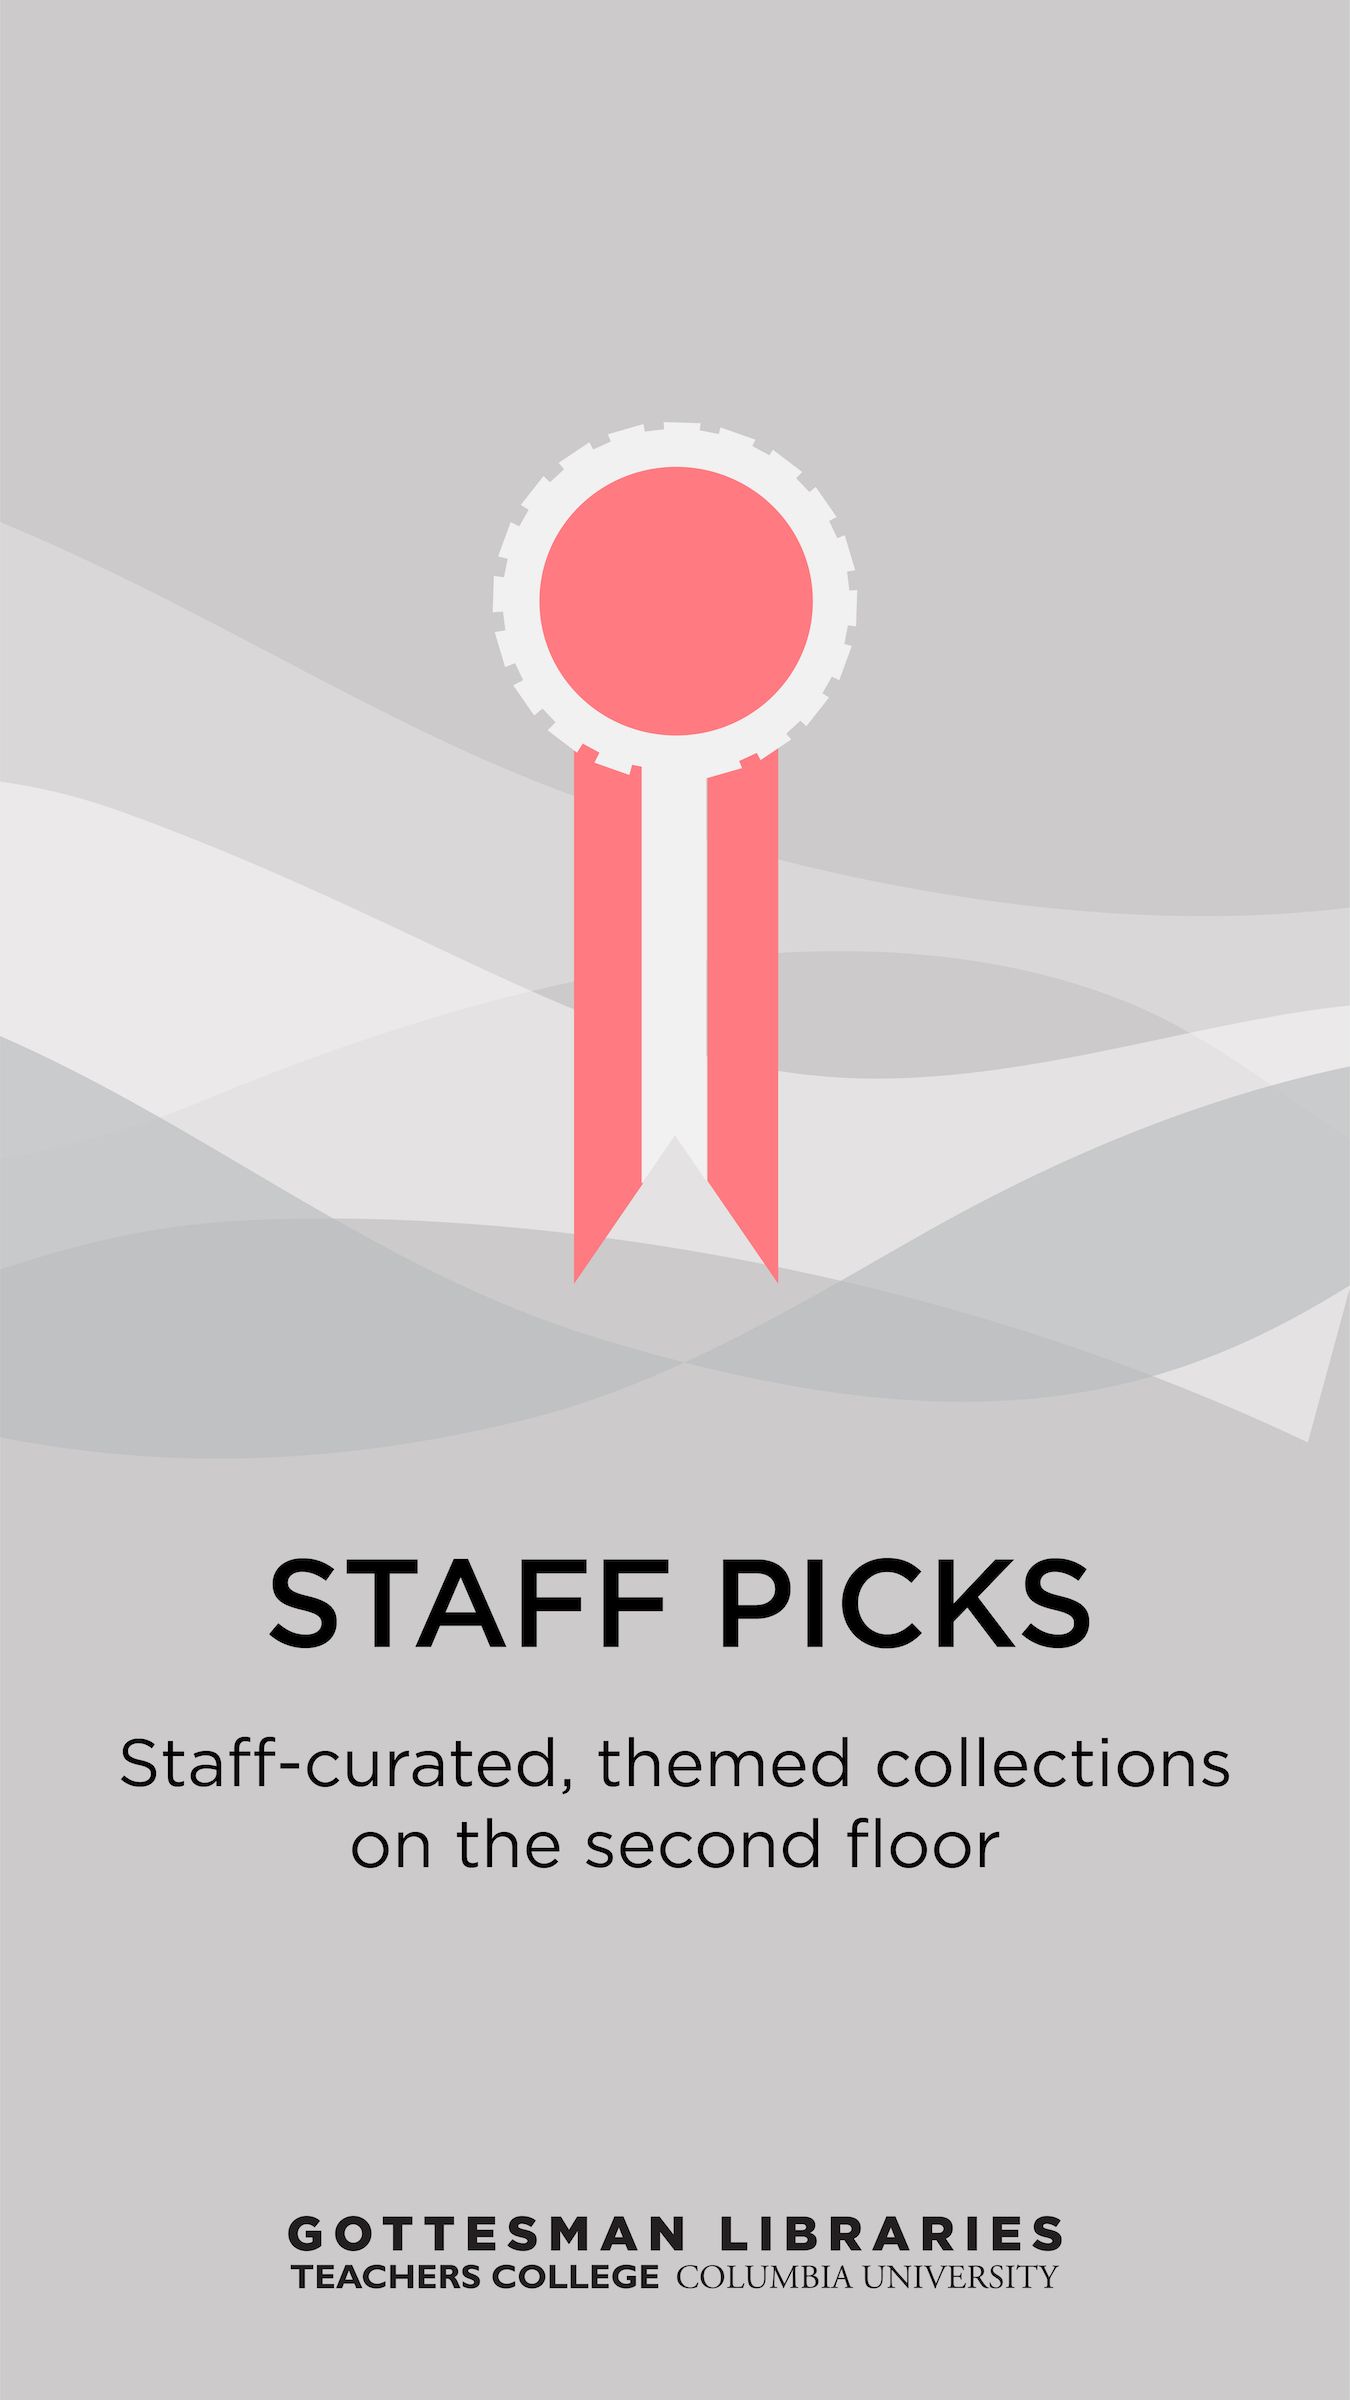 STAFF PICKS
Staff-curated, themed collections
on the second floor
GOTTESMAN LIBRARIES
TEACHERS COLLEGE COLUMBIA UNIVERSITY